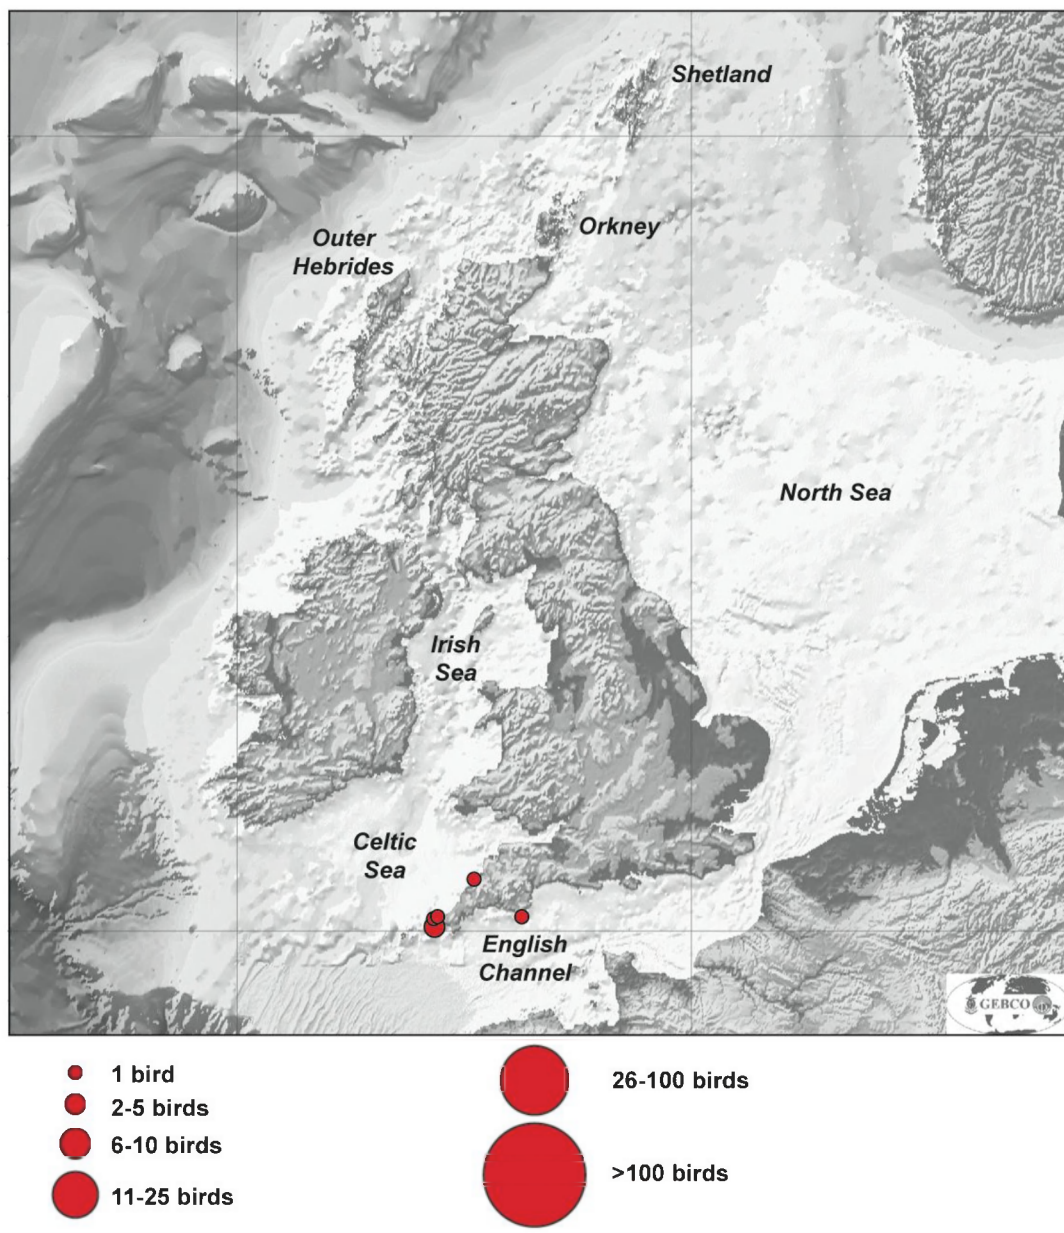 Shetland
Orkney
Outer
Hebrides
North Sea
Irish
Sea
Celtic
Sea
English
Channel
GEBCO
1 bird
2-5 birds
6-10 birds
11-25 birds
26-100 birds
>100 birds